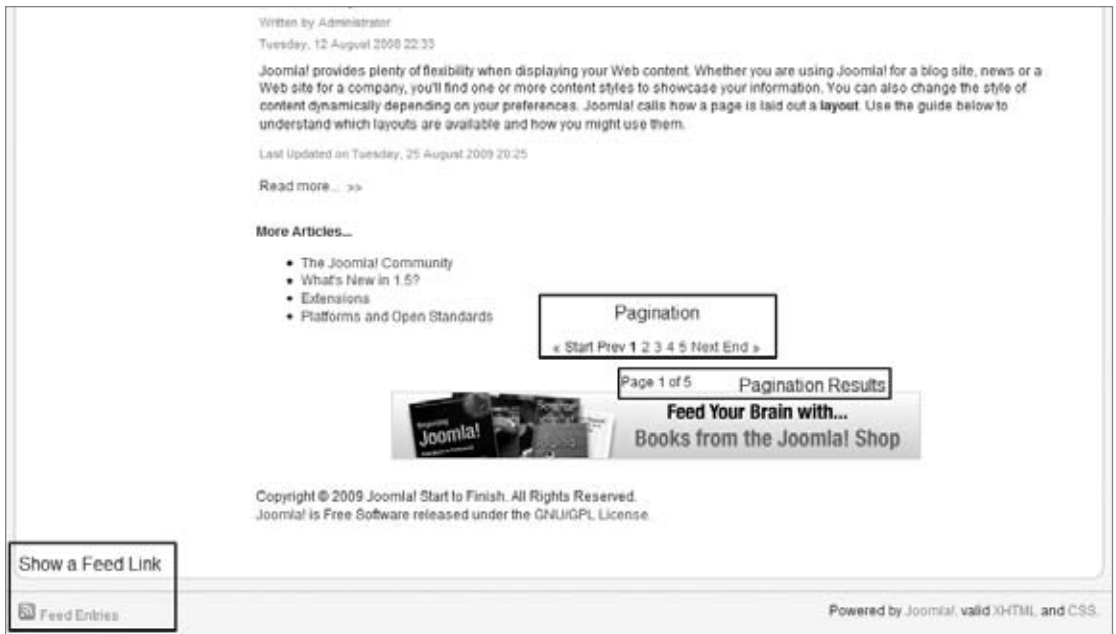 Written by Administrator
Tuesday, 12 August 2008 22:33
Joomla! provides plenty of flexibility when displaying your Web content. Whether you are using Joomla! for a blog site, news or a
Web site for a company, you'll find one or more content styles to showcase your information. You can also change the style of
content dynamically depending on your preferences. Joomla! calls how a page is laid out a layout. Use the guide below to
understand which layouts are available and how you might use them.
Last Updated on Tuesday, 25 August 2009 20:25
Read more... >>
More Articles...
• The Joomla! Community
• What's New in 1.5?
• Extensions
• Platforms and Open Standards
Pagination
« Start Prev 1 2 3 4 5 Next End »
Page 1 of 5 Pagination Results
Beginning
Joomla!
Feed Your Brain with...
Books from the Joomla! Shop
Copyright © 2009 Joomla! Start to Finish. All Rights Reserved.
Joomla! is Free Software released under the GNU/GPL License.
Show a Feed Link
Feed Entries
Powered by Joomla!, valid XHTML and CSS.